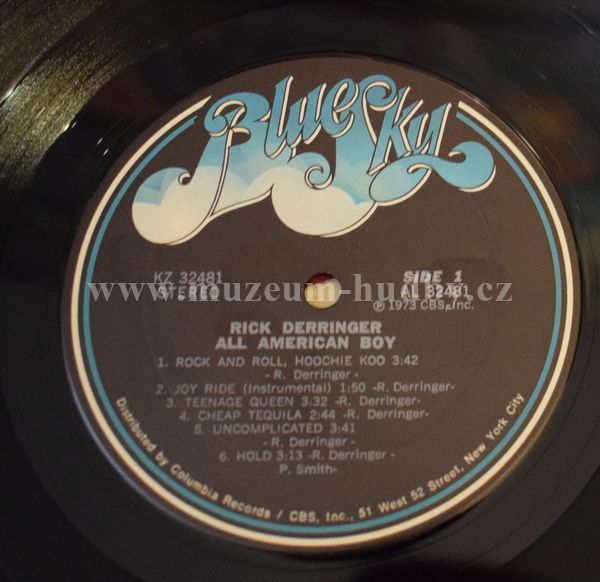 Blue Sky
KZ 32481
STEREO
SIDE 1
AL 32481
℗ 1973 CBS, Inc.
www.muzeum-hudby.cz
RICK DERRINGER
ALL AMERICAN BOY
1. ROCK AND ROLL, HOOCHIE KOO 3:42
- R. Derringer -
2. JOY RIDE (Instrumental) 1:50 -R. Derringer-
3. TEENAGE QUEEN 3:32 -R. Derringer-
4. CHEAP TEQUILA 2:44 -R. Derringer-
5. UNCOMPLICATED 3:41
-R. Derringer-
6. HOLD 3:13 -R. Derringer -
P. Smith-
Distributed by Columbia Records / CBS, Inc., 51 West 52 Street, New York City